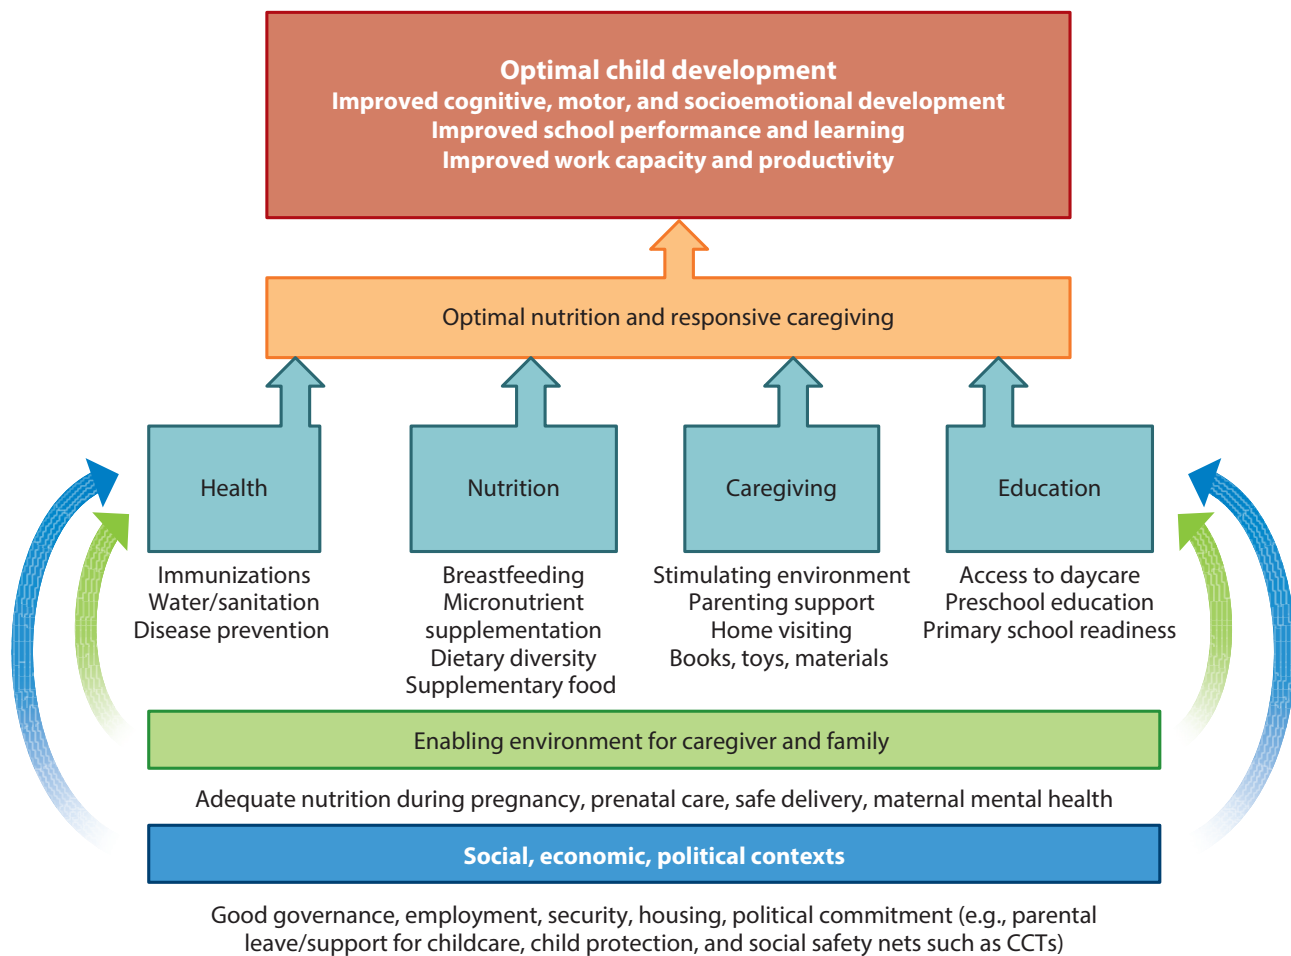 Optimal child development
Improved cognitive, motor, and socioemotional development
Improved school performance and learning
Improved work capacity and productivity
Optimal nutrition and responsive caregiving
Health
Nutrition
Caregiving
Education
Immunizations
Water/sanitation
Disease prevention
Breastfeeding
Micronutrient
supplementation
Dietary diversity
Supplementary food
Stimulating environment
Parenting support
Home visiting
Books, toys, materials
Access to daycare
Preschool education
Primary school readiness
Enabling environment for caregiver and family
Adequate nutrition during pregnancy, prenatal care, safe delivery, maternal mental health
Social, economic, political contexts
Good governance, employment, security, housing, political commitment (e.g., parental
leave/support for childcare, child protection, and social safety nets such as CCTs)